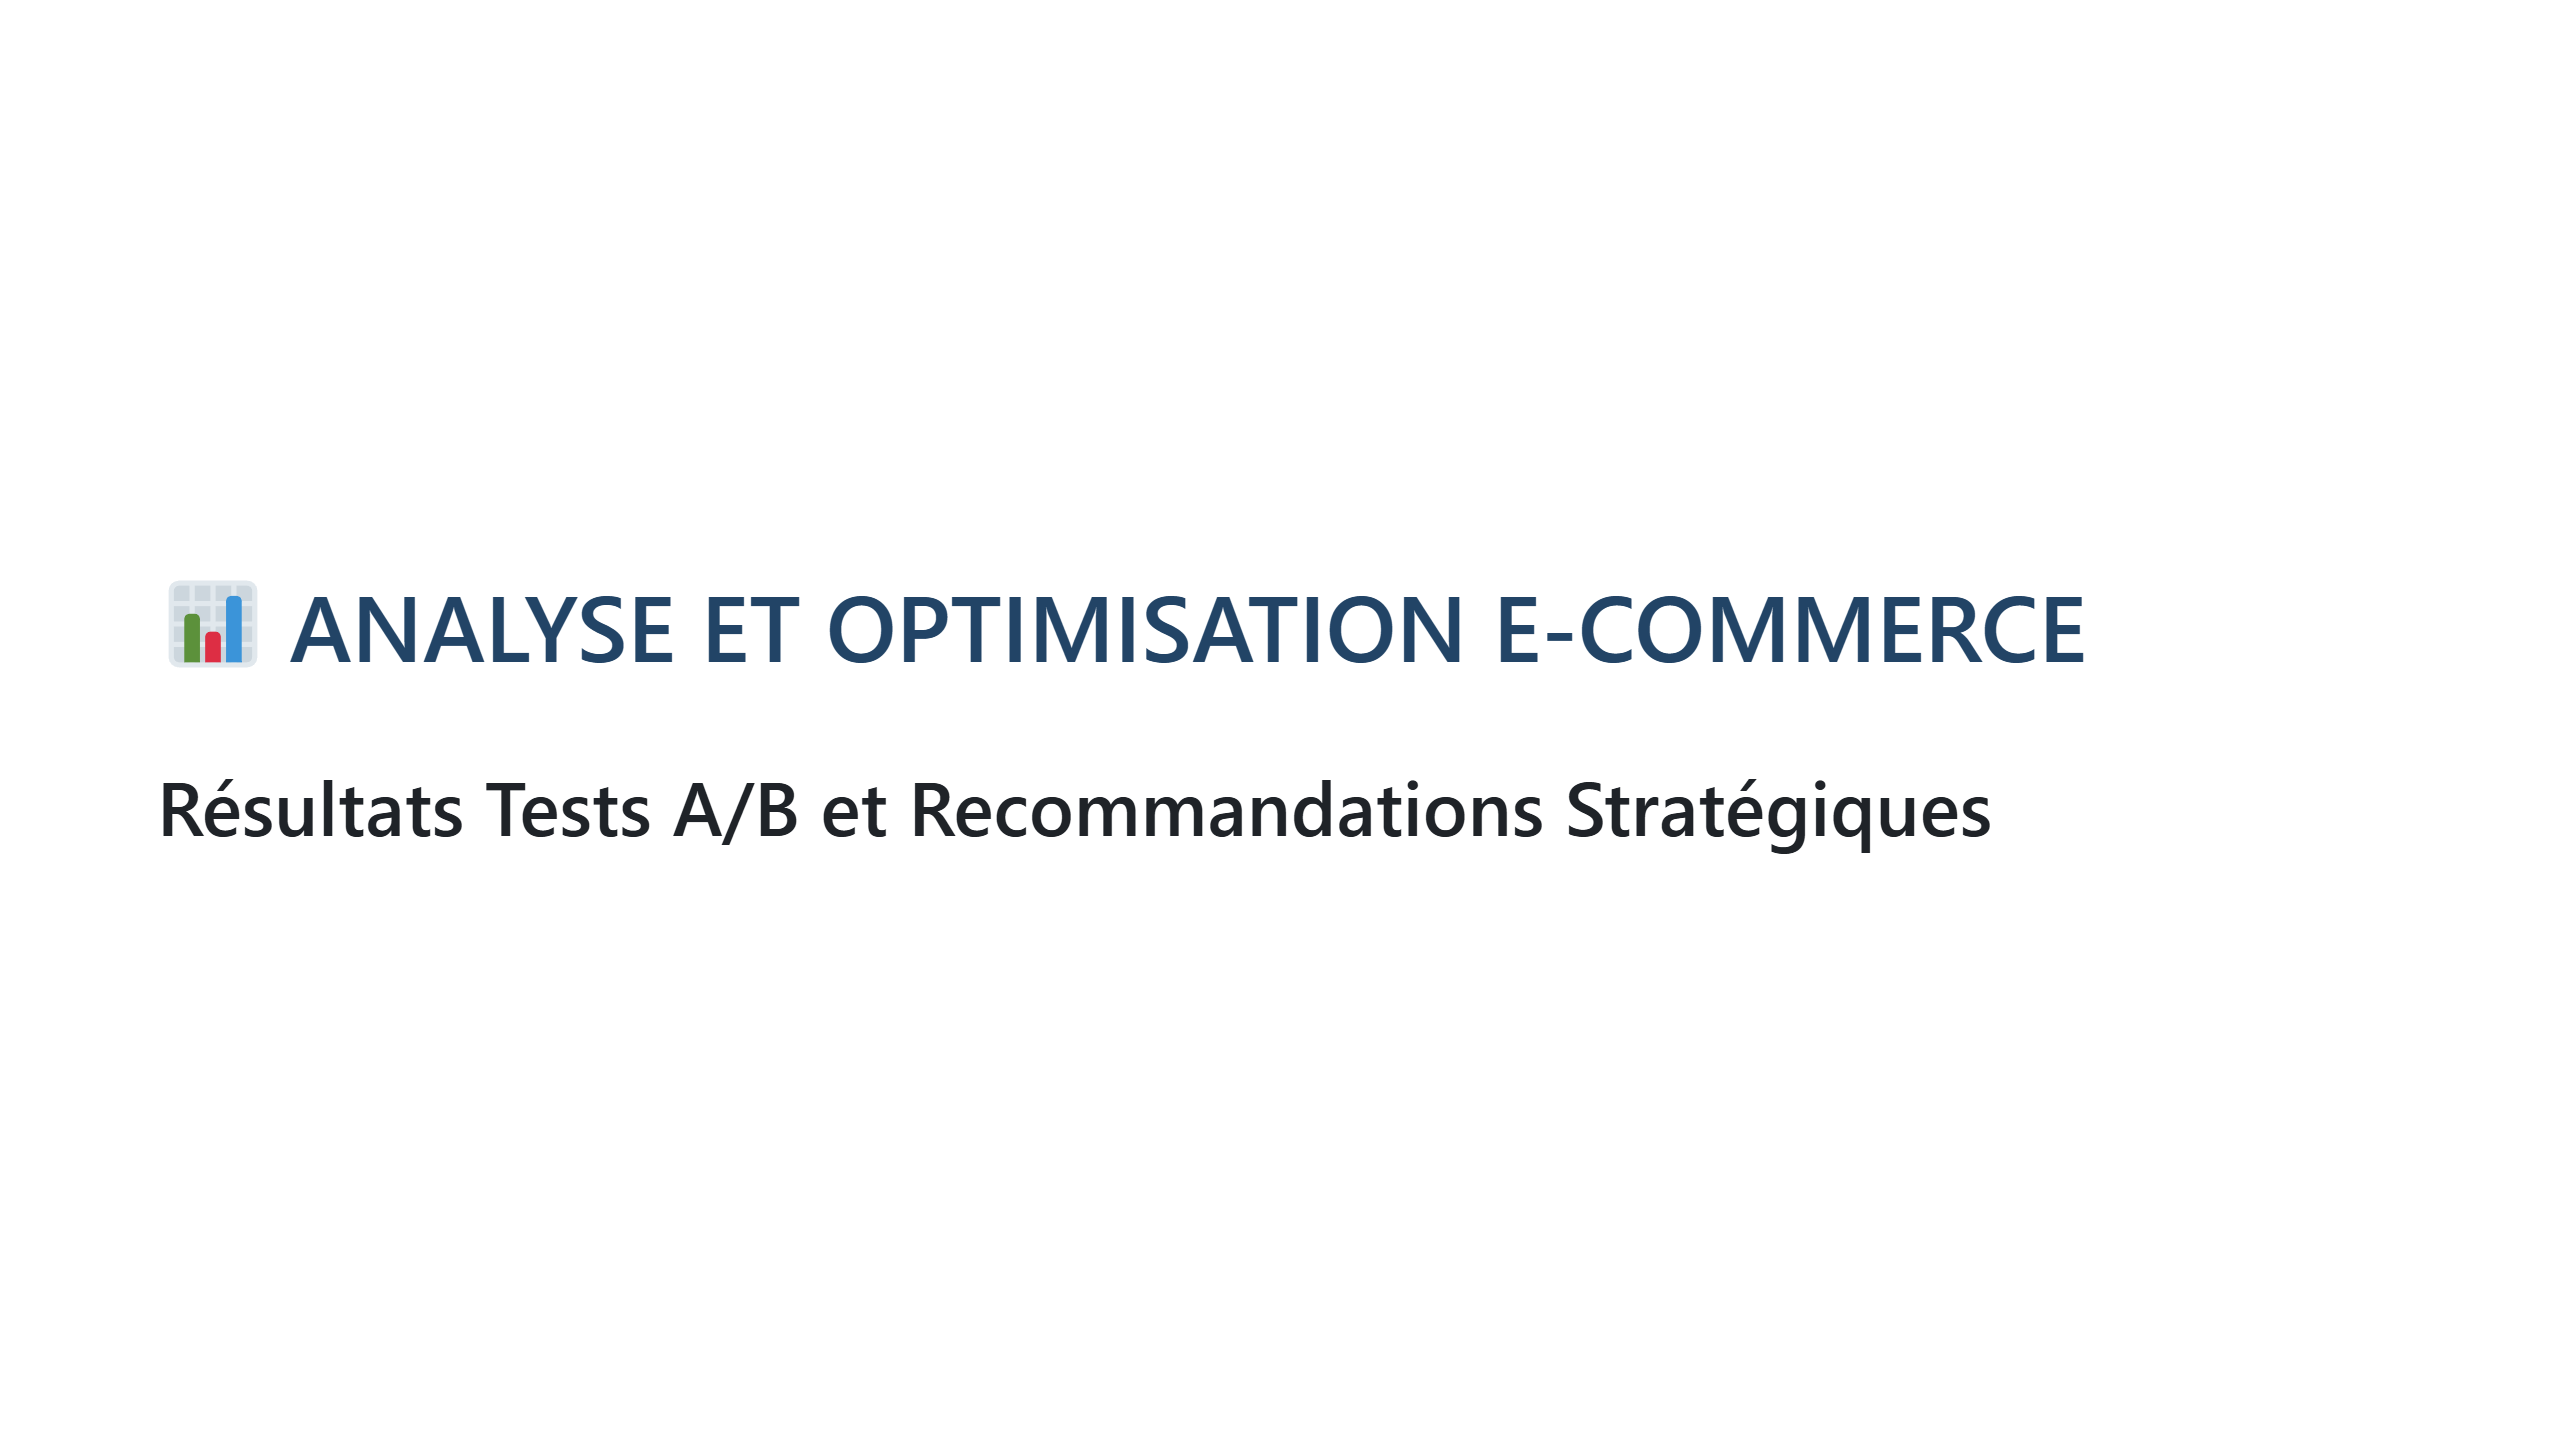 ANALYSE ET OPTIMISATION E-COMMERCE
Résultats Tests A/B et Recommandations Stratégiques